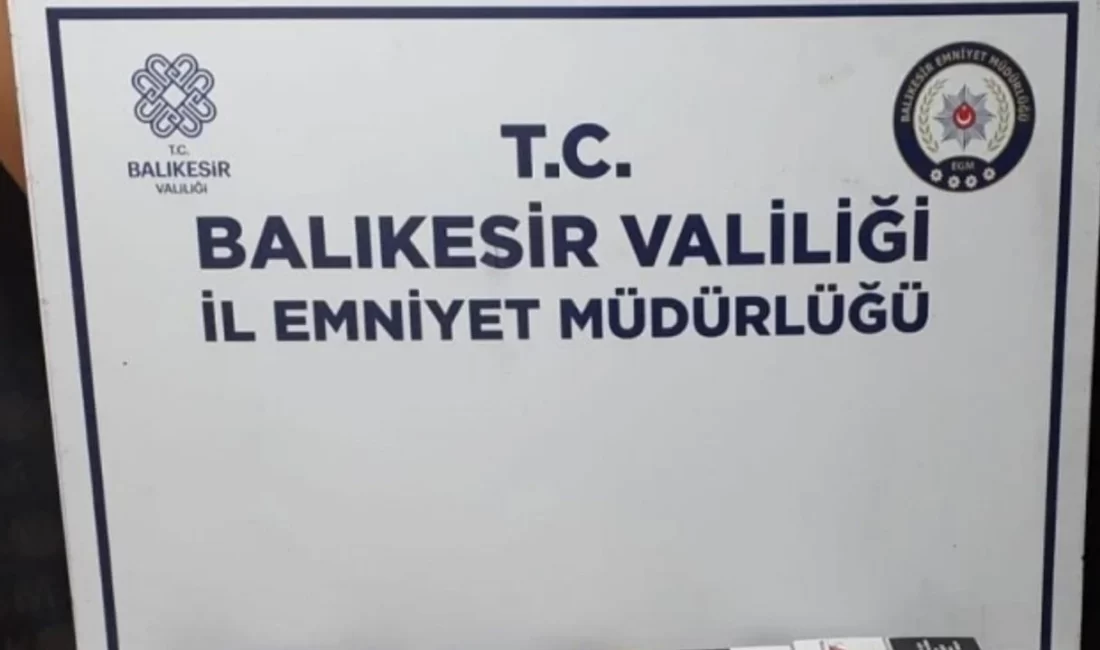 T.C.
BALIKESİR
VALİLİĞİ
BALIKESİR EMNİYET MÜDÜRLÜĞÜ
EGM
T.C.
BALIKESİR VALİLİĞİ
İL EMNİYET MÜDÜRLÜĞÜ